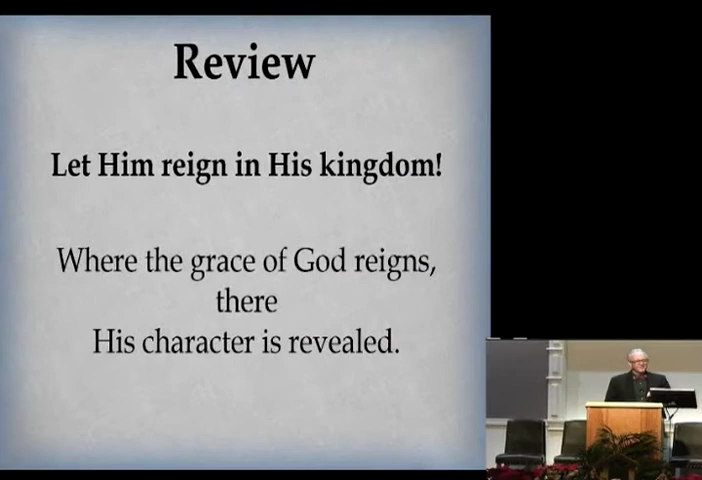 Review
Let Him reign in His kingdom!
Where the grace of God reigns,
there
His character is revealed.